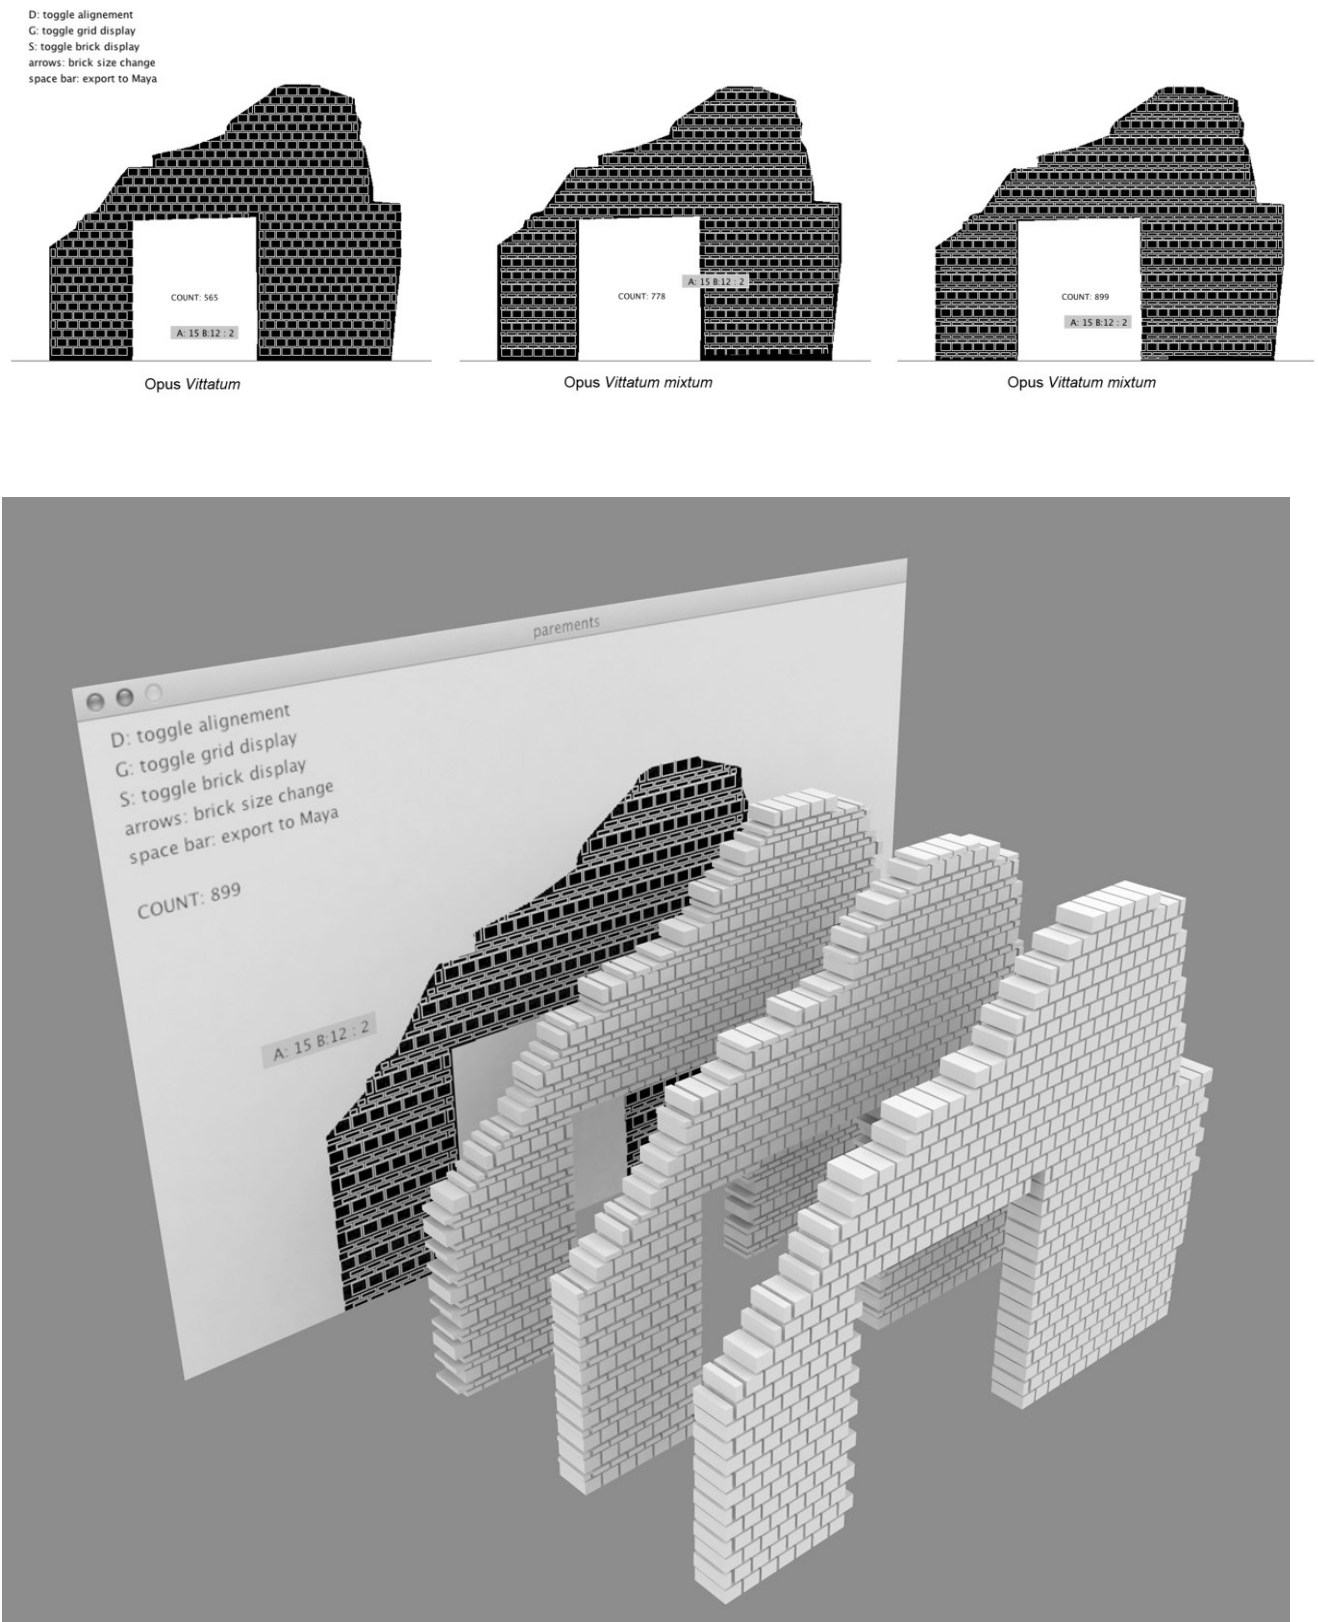 D: toggle alignement
G: toggle grid display
S: toggle brick display
arrows: brick size change
space bar: export to Maya
COUNT: 565
A: 15 B:12 : 2
Opus Vittatum
A: 15 B:12 : 2
COUNT: 778
Opus Vittatum mixtum
COUNT: 899
A: 15 B:12 : 2
Opus Vittatum mixtum
parements
D: toggle alignement
G: toggle grid display
S: toggle brick display
arrows: brick size change
space bar: export to Maya
COUNT: 899
A: 15 B:12 : 2